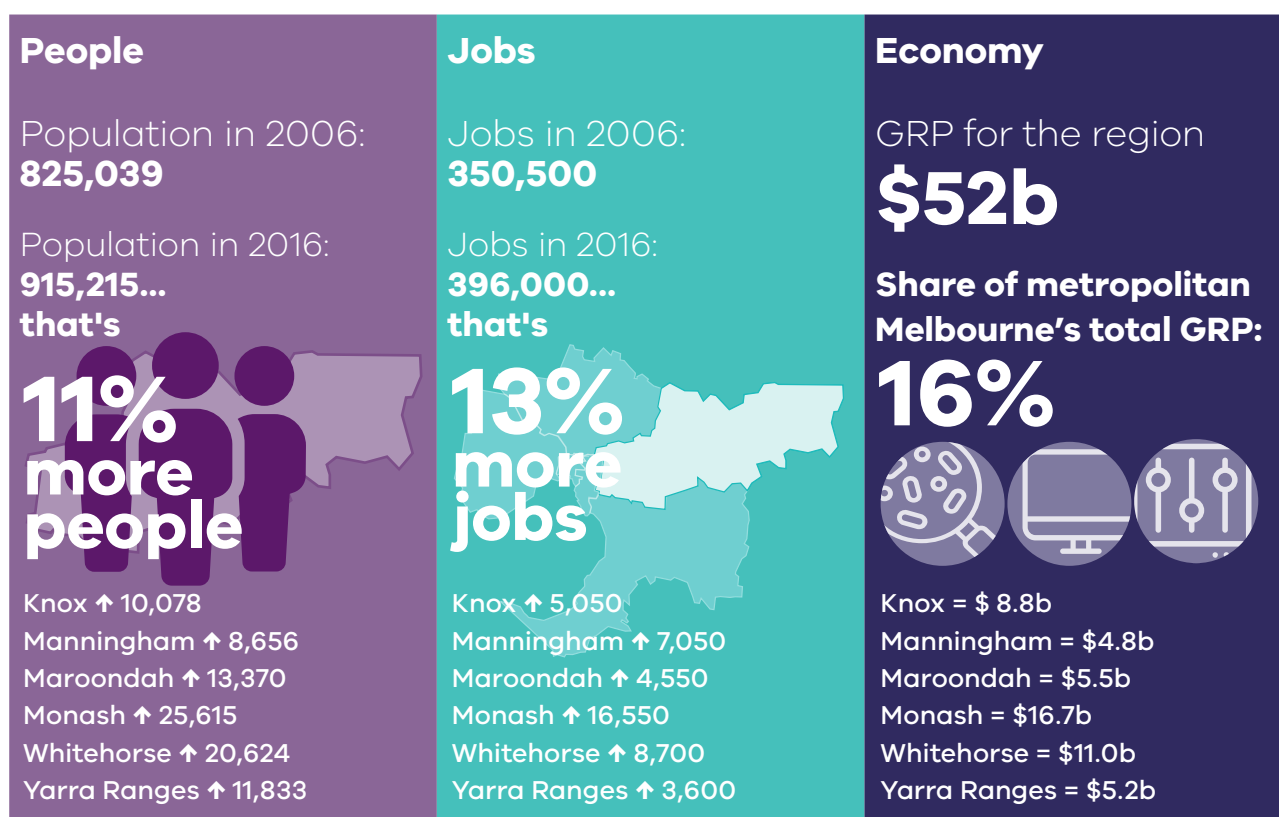 People
Population in 2006:
825,039
Population in 2016:
915,215...
that's
11%
more
people
Knox ↑ 10,078
Manningham ↑ 8,656
Maroondah ↑ 13,370
Monash ↑ 25,615
Whitehorse ↑ 20,624
Yarra Ranges ↑ 11,833
Jobs
Jobs in 2006:
350,500
Jobs in 2016:
396,000...
that's
13%
more
jobs
Knox ↑ 5,050
Manningham ↑ 7,050
Maroondah ↑ 4,550
Monash ↑ 16,550
Whitehorse ↑ 8,700
Yarra Ranges ↑ 3,600
Economy
GRP for the region
$52b
Share of metropolitan
Melbourne’s total GRP:
16%
Knox = $ 8.8b
Manningham = $4.8b
Maroondah = $5.5b
Monash = $16.7b
Whitehorse = $11.0b
Yarra Ranges = $5.2b